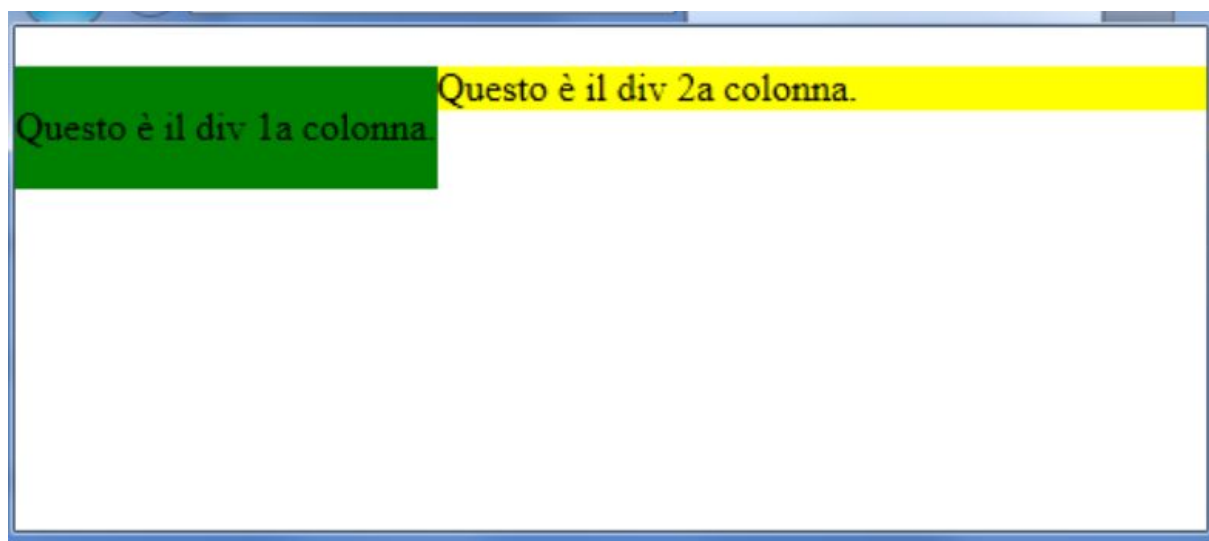 Questo è il div 1a colonna.
Questo è il div 2a colonna.